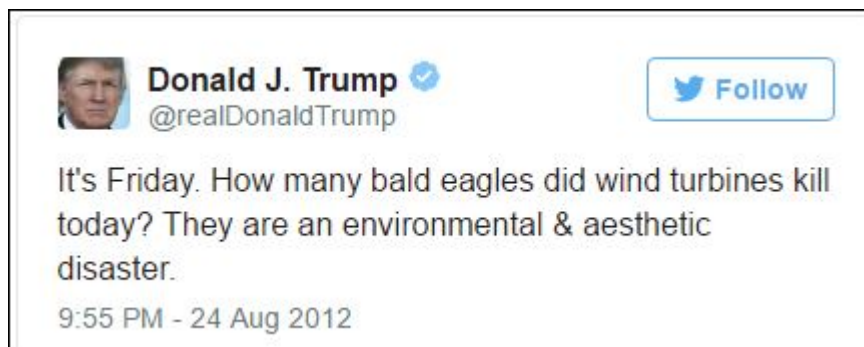 Donald J. Trump
@realDonaldTrump
Follow
It's Friday. How many bald eagles did wind turbines kill
today? They are an environmental & aesthetic
disaster.
9:55 PM - 24 Aug 2012